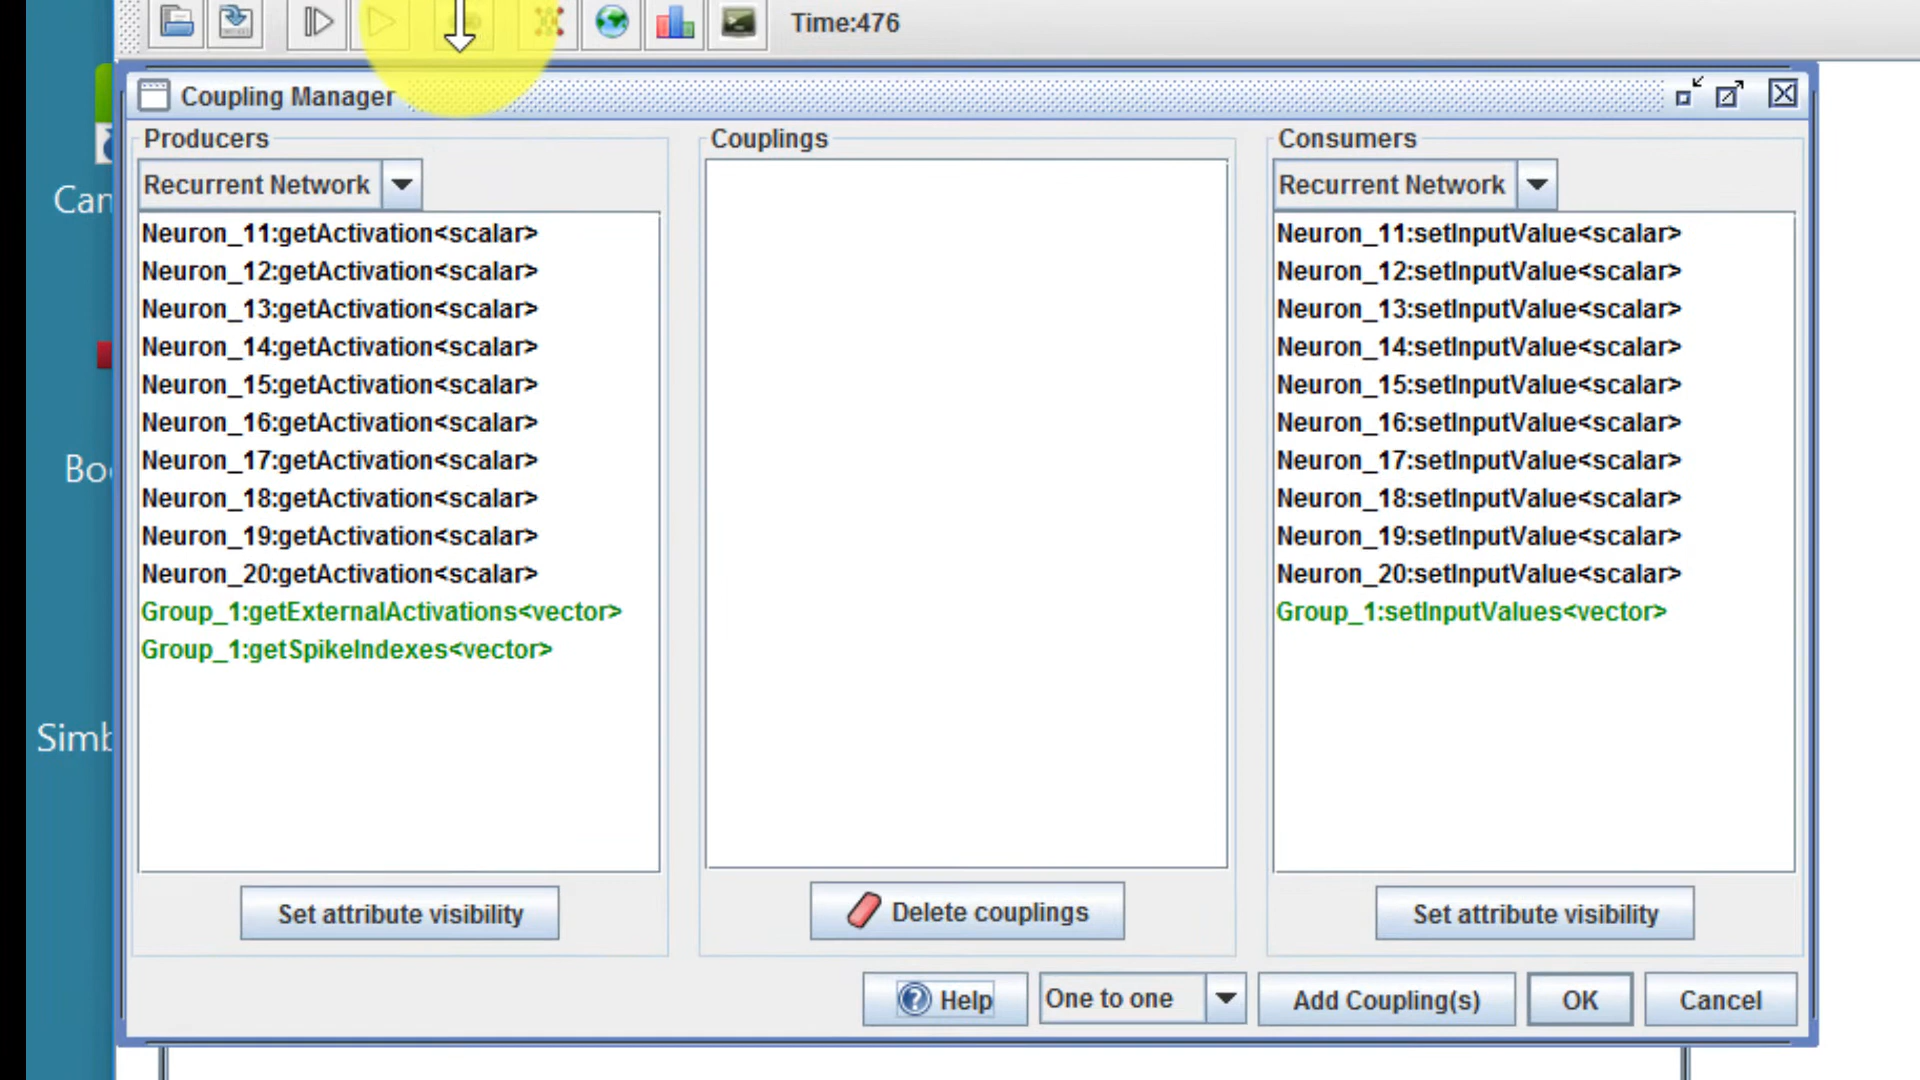 Time:476
Coupling Manager
Producers
Recurrent Network
Neuron_11:getActivation<scalar>
Neuron_12:getActivation<scalar>
Neuron_13:getActivation<scalar>
Neuron_14:getActivation<scalar>
Neuron_15:getActivation<scalar>
Neuron_16:getActivation<scalar>
Neuron_17:getActivation<scalar>
Neuron_18:getActivation<scalar>
Neuron_19:getActivation<scalar>
Neuron_20:getActivation<scalar>
Group_1:getExternalActivations<vector>
Group_1:getSpikeIndexes<vector>
Set attribute visibility
Couplings
Delete couplings
Consumers
Recurrent Network
Neuron_11:setInputValue<scalar>
Neuron_12:setInputValue<scalar>
Neuron_13:setInputValue<scalar>
Neuron_14:setInputValue<scalar>
Neuron_15:setInputValue<scalar>
Neuron_16:setInputValue<scalar>
Neuron_17:setInputValue<scalar>
Neuron_18:setInputValue<scalar>
Neuron_19:setInputValue<scalar>
Neuron_20:setInputValue<scalar>
Group_1:setInputValues<vector>
Set attribute visibility
Help
One to one
Add Coupling(s)
OK
Cancel